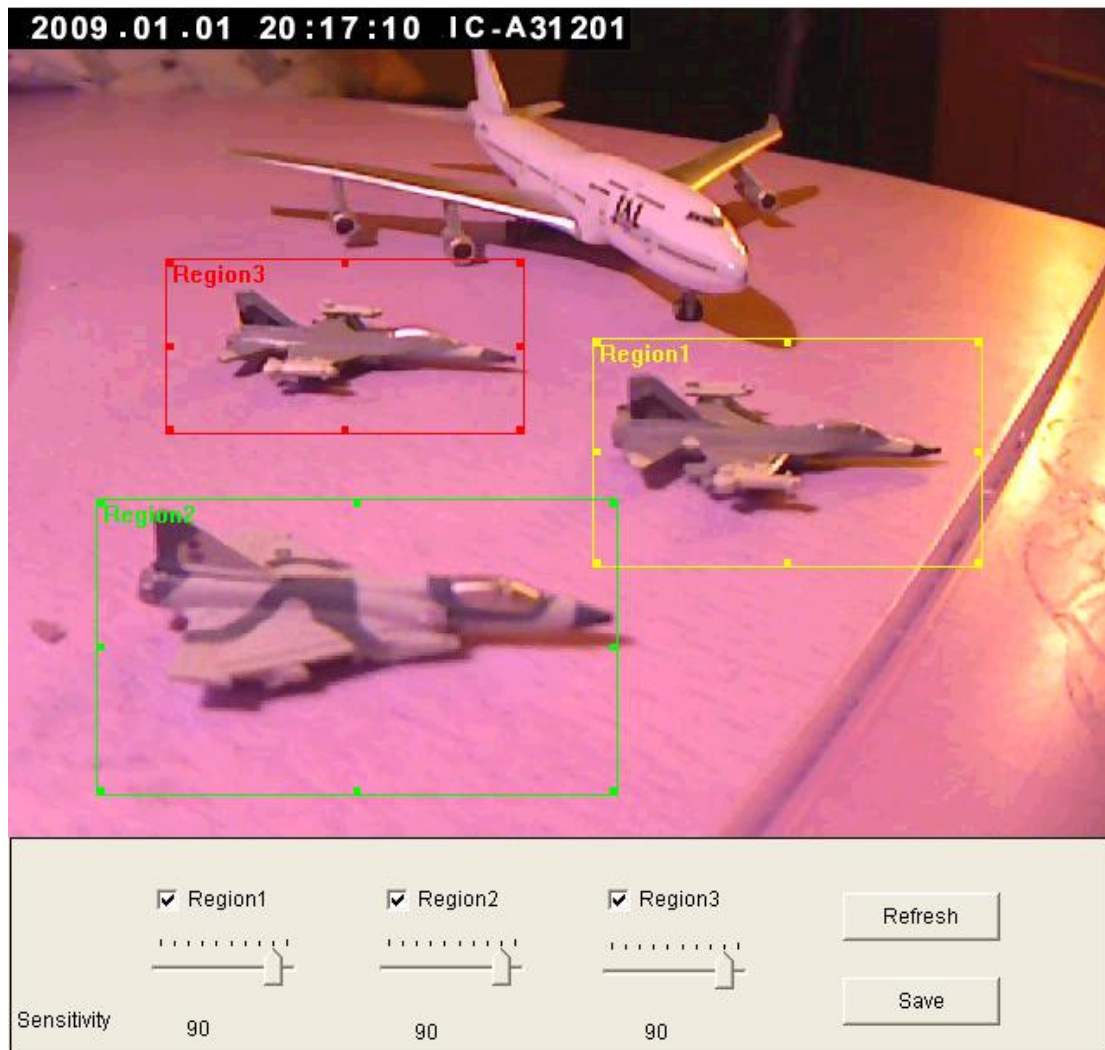 2009.01.01 20:17:10 IC-A31201
JAL
Region3
Region1
Region2
Region1 Region2 Region3
Refresh
Sensitivity 90 90 90
Save